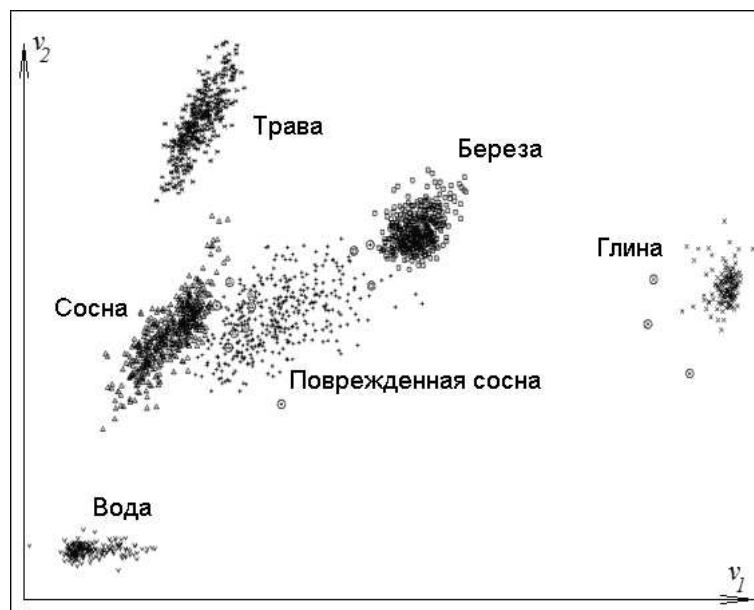 v2
Трава
Береза
Глина
Сосна
Поврежденная сосна
Вода
v1